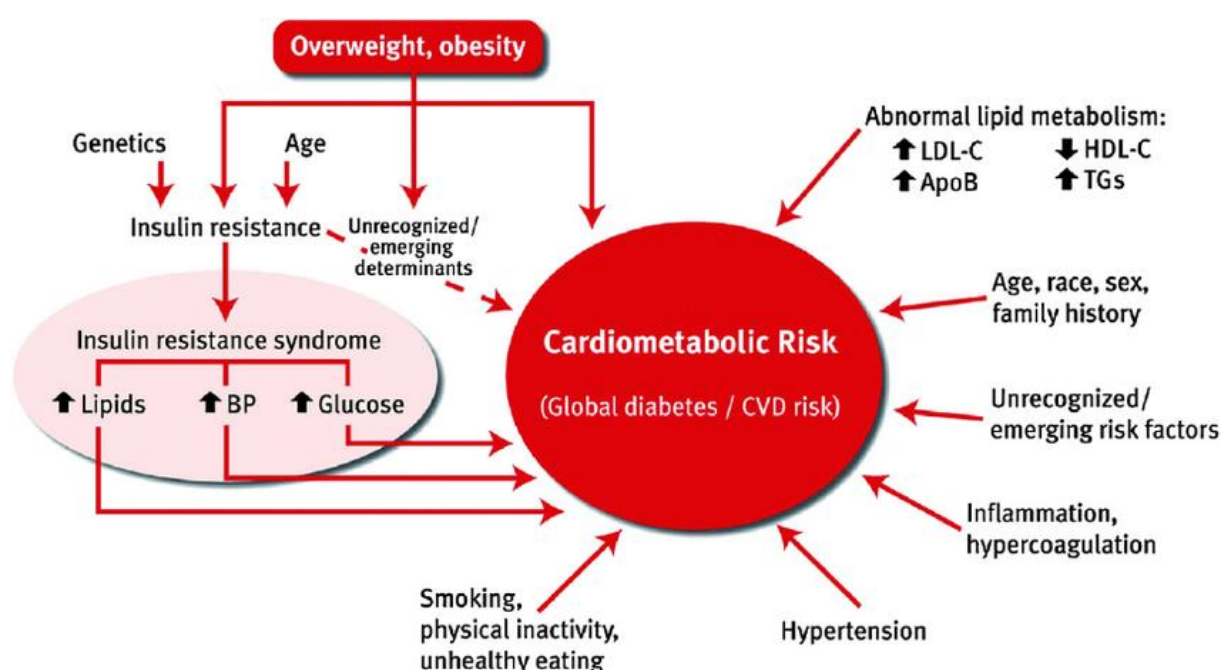 Overweight, obesity
Genetics
Age
Insulin resistance
Unrecognized/
emerging
determinants
Insulin resistance syndrome
⬆ Lipids
⬆ BP
⬆ Glucose
Cardiometabolic Risk
(Global diabetes / CVD risk)
Abnormal lipid metabolism:
⬆ LDL-C ⬇ HDL-C
⬆ ApoB ⬆ TGs
Age, race, sex,
family history
Unrecognized/
emerging risk factors
Inflammation,
hypercoagulation
Hypertension
Smoking,
physical inactivity,
unhealthy eating